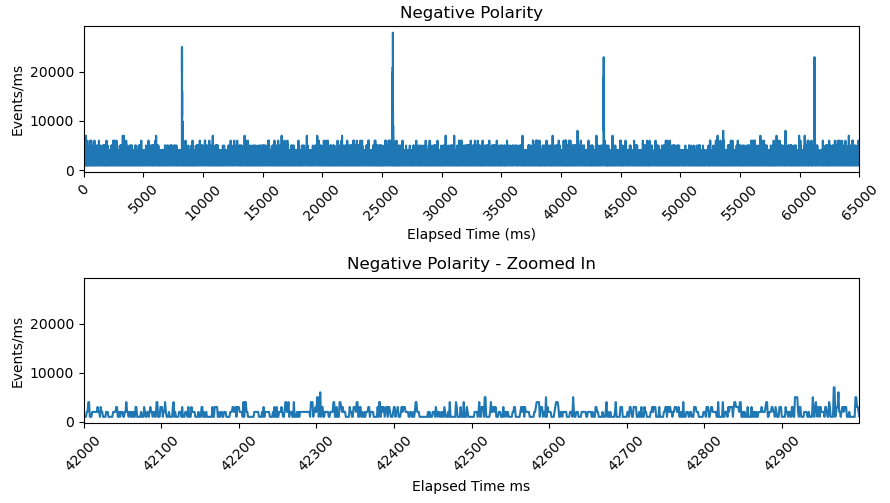 Negative Polarity
Events/ms
20000
10000
0
0 5000 10000 15000 20000 25000 30000 35000 40000 45000 50000 55000 60000 65000
Elapsed Time (ms)
Negative Polarity - Zoomed In
Events/ms
20000
10000
0
42000 42100 42200 42300 42400 42500 42600 42700 42800 42900
Elapsed Time ms